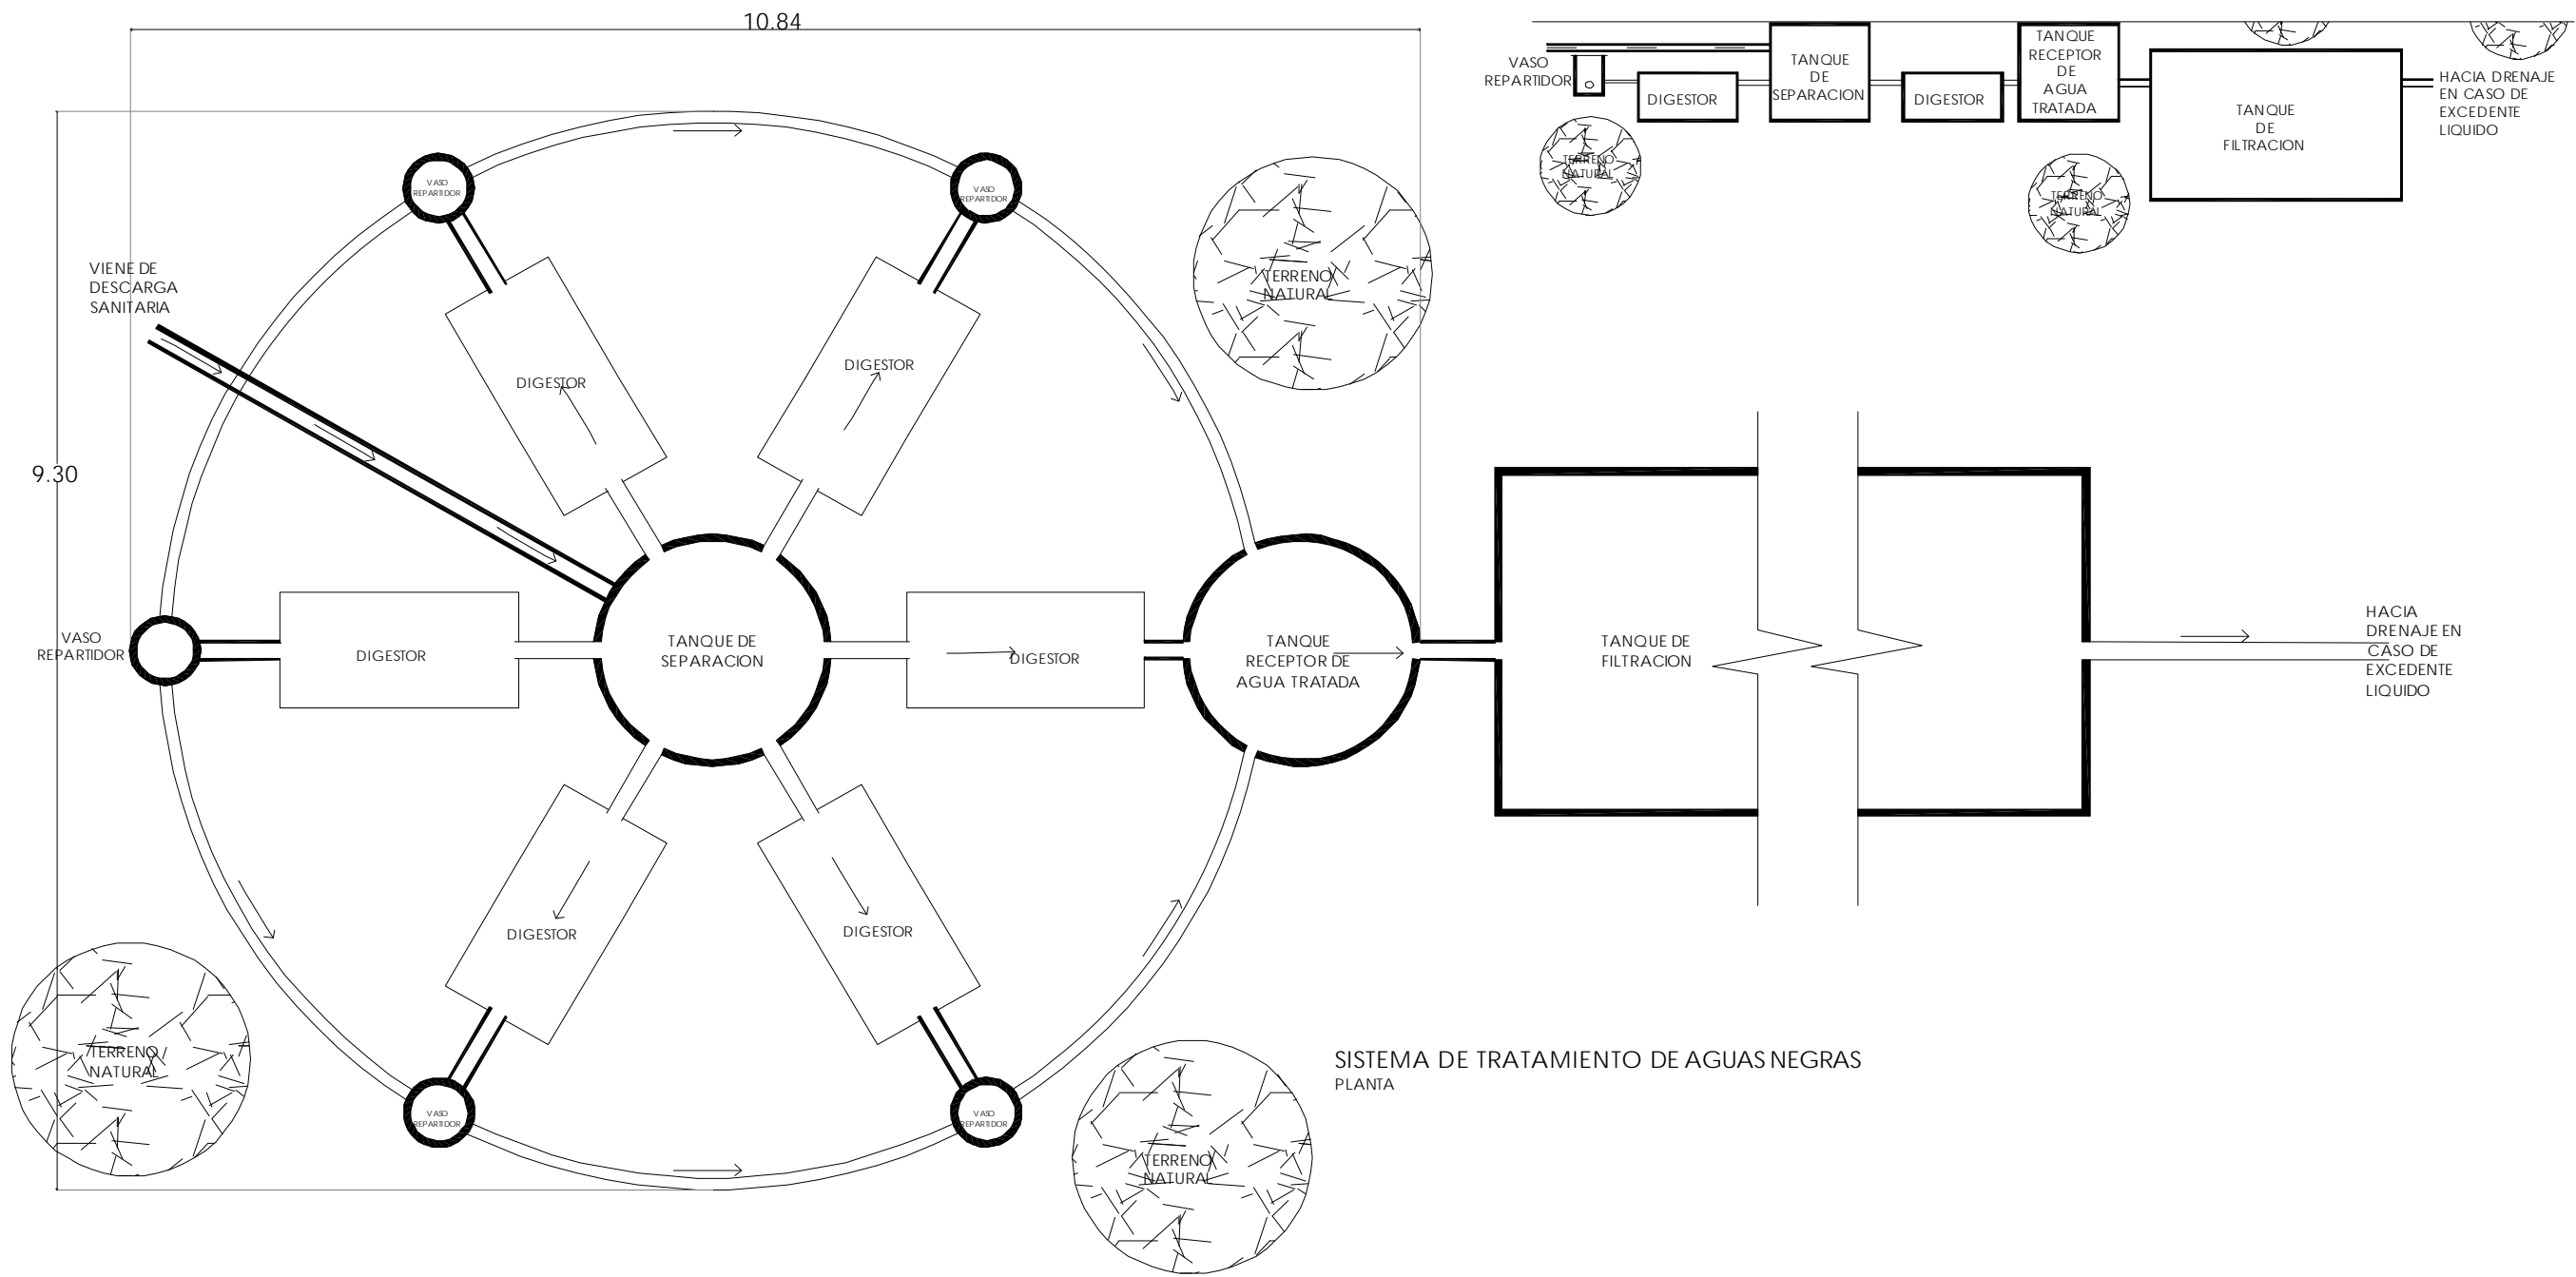 10.84
VASO
REPARTIDOR
DIGESTOR
TANQUE
DE
SEPARACION
DIGESTOR
TANQUE
RECEPTOR
DE
AGUA
TRATADA
TANQUE
DE
FILTRACION
HACIA DRENAJE
EN CASO DE
EXCEDENTE
LIQUIDO
TERRENO
NATURAL
TERRENO
NATURAL
VASO
REPARTIDOR
VASO
REPARTIDOR
VIENE DE
DESCARGA
SANITARIA
TERRENO
NATURAL
DIGESTOR
DIGESTOR
9.30
VASO
REPARTIDOR
DIGESTOR
TANQUE DE
SEPARACION
DIGESTOR
TANQUE
RECEPTOR DE
AGUA TRATADA
TANQUE DE
FILTRACION
HACIA
DRENAJE EN
CASO DE
EXCEDENTE
LIQUIDO
DIGESTOR
DIGESTOR
TERRENO
NATURAL
VASO
REPARTIDOR
VASO
REPARTIDOR
TERRENO
NATURAL
SISTEMA DE TRATAMIENTO DE AGUAS NEGRAS
PLANTA